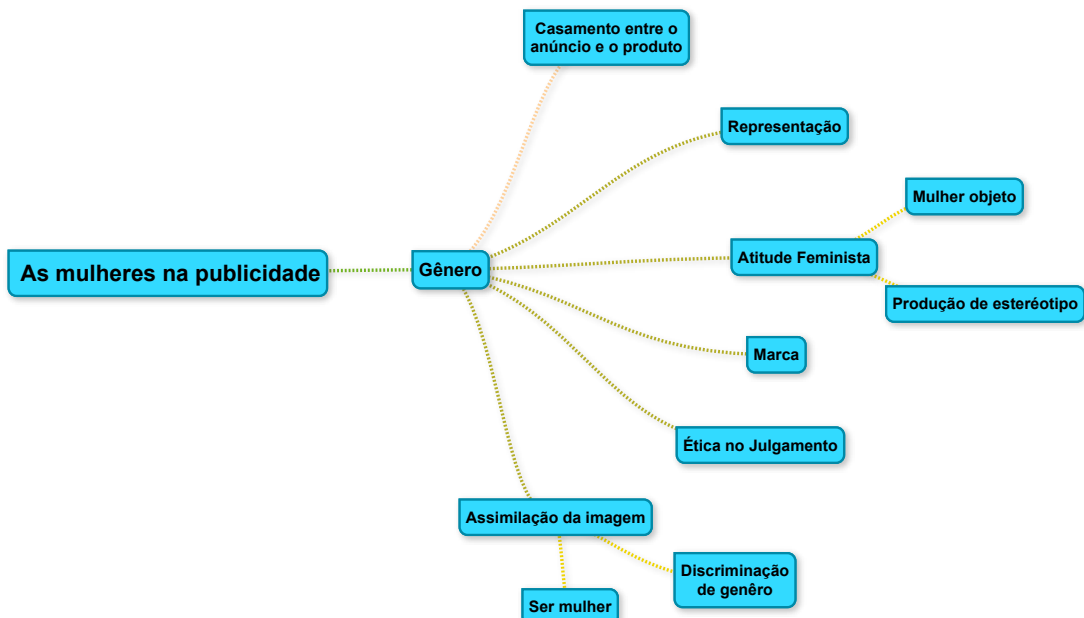 Casamento entre o
anúncio e o produto
Representação
Mulher objeto
As mulheres na publicidade
Gênero
Atitude Feminista
Produção de esteréotipo
Marca
Ética no Julgamento
Assimilação da imagem
Discriminação
de genêro
Ser mulher